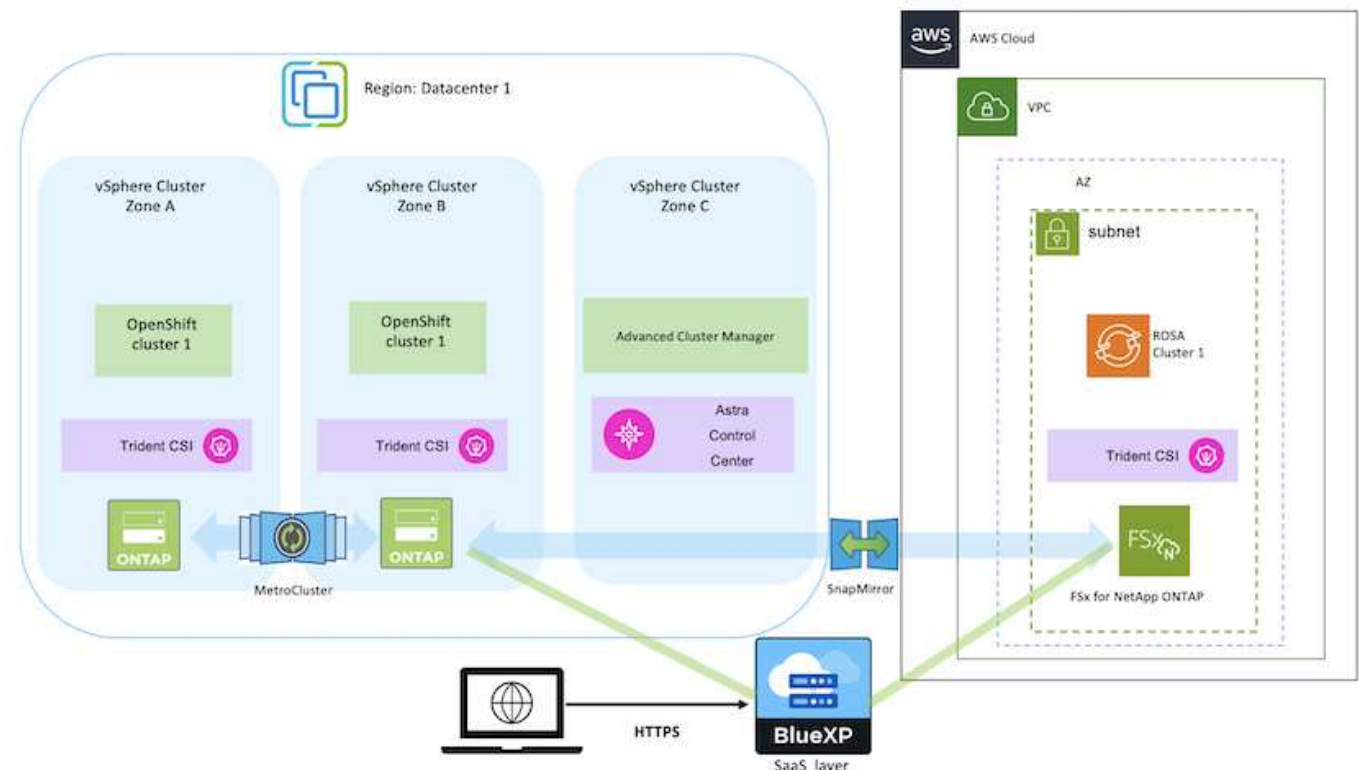 Region: Datacenter 1
vSphere Cluster
Zone A
OpenShift
cluster 1
Trident CSI
ONTAP
MetroCluster
vSphere Cluster
Zone B
OpenShift
cluster 1
Trident CSI
ONTAP
vSphere Cluster
Zone C
Advanced Cluster Manager
Astra
Control
Center
SnapMirror
aws
AWS Cloud
VPC
AZ
subnet
ROSA
Cluster 1
Trident CSI
FSx
N
FSx for NetApp ONTAP
HTTPS
BlueXP
SaaS layer